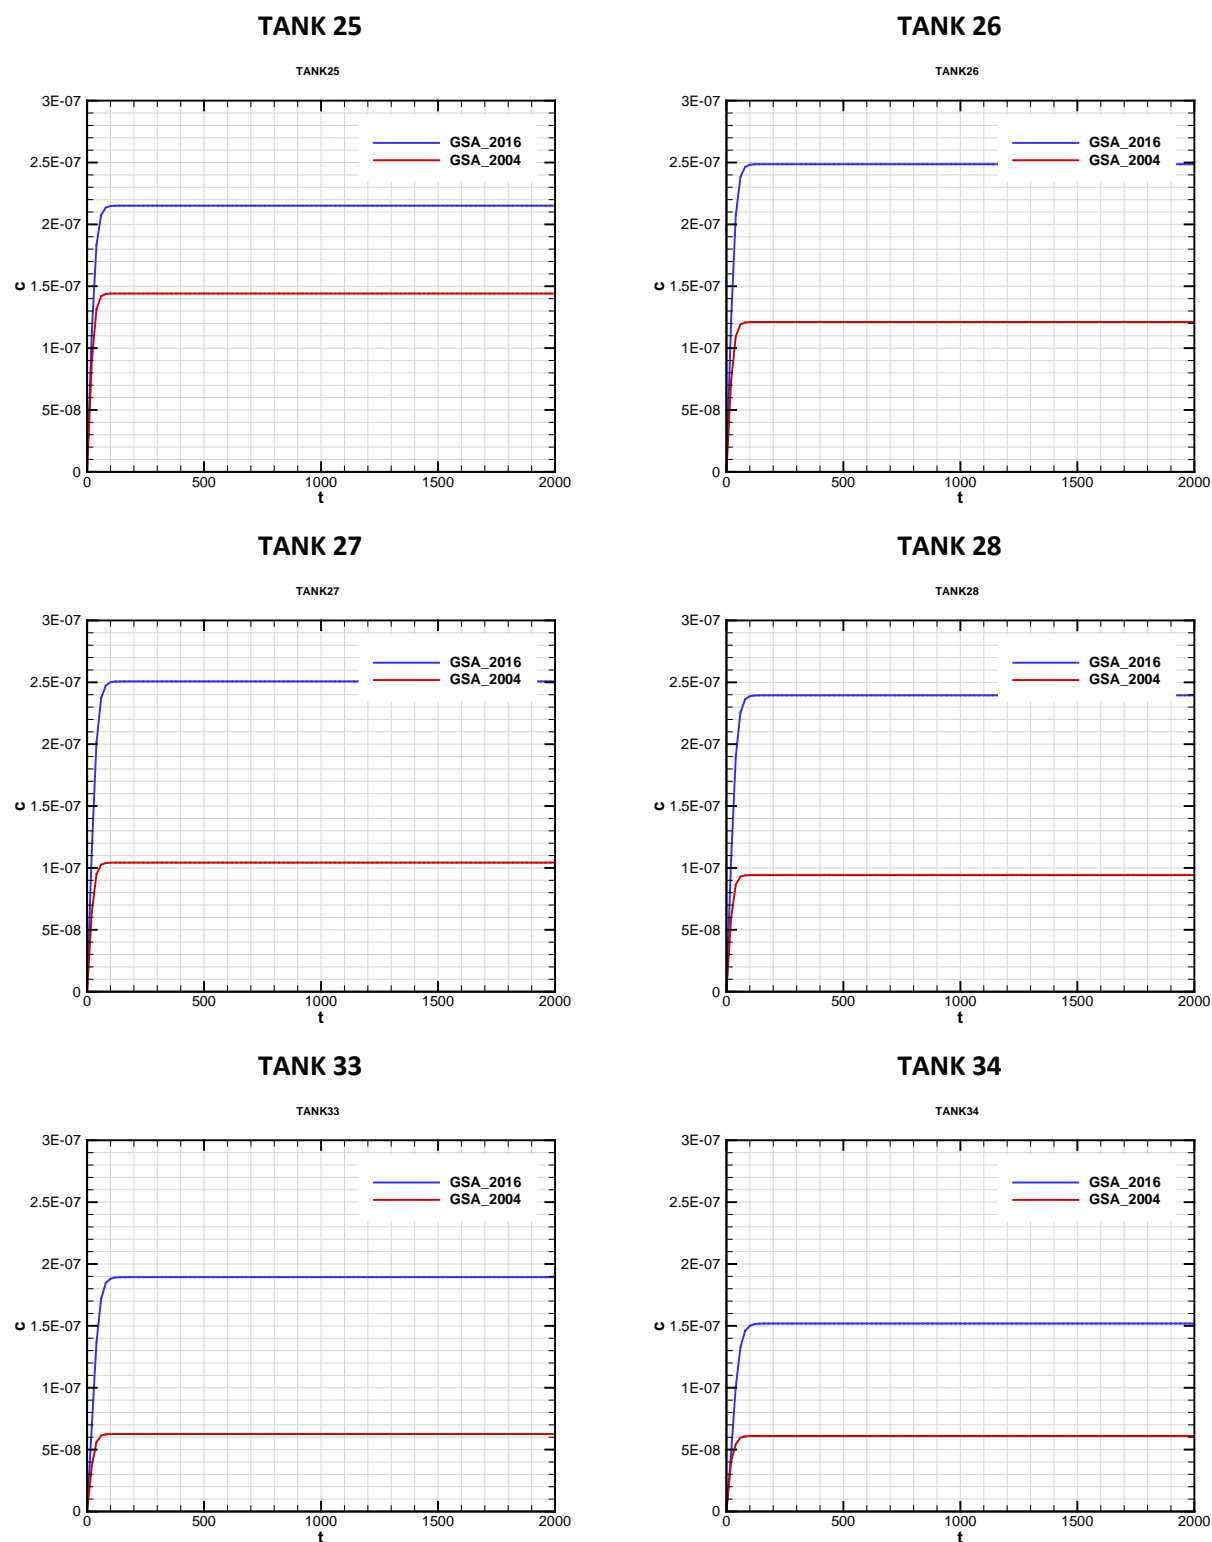 TANK 25
TANK25
3E-07
2.5E-07
2E-07
1.5E-07
1E-07
5E-08
0
c
GSA_2016
GSA_2004
0 500 1000 1500 2000
t
TANK 26
TANK26
3E-07
2.5E-07
2E-07
1.5E-07
1E-07
5E-08
0
c
GSA_2016
GSA_2004
0 500 1000 1500 2000
t
TANK 27
TANK27
3E-07
2.5E-07
2E-07
1.5E-07
1E-07
5E-08
0
c
GSA_2016
GSA_2004
0 500 1000 1500 2000
t
TANK 28
TANK28
3E-07
2.5E-07
2E-07
1.5E-07
1E-07
5E-08
0
c
GSA_2016
GSA_2004
0 500 1000 1500 2000
t
TANK 33
TANK33
3E-07
2.5E-07
2E-07
1.5E-07
1E-07
5E-08
0
c
GSA_2016
GSA_2004
0 500 1000 1500 2000
t
TANK 34
TANK34
3E-07
2.5E-07
2E-07
1.5E-07
1E-07
5E-08
0
c
GSA_2016
GSA_2004
0 500 1000 1500 2000
t